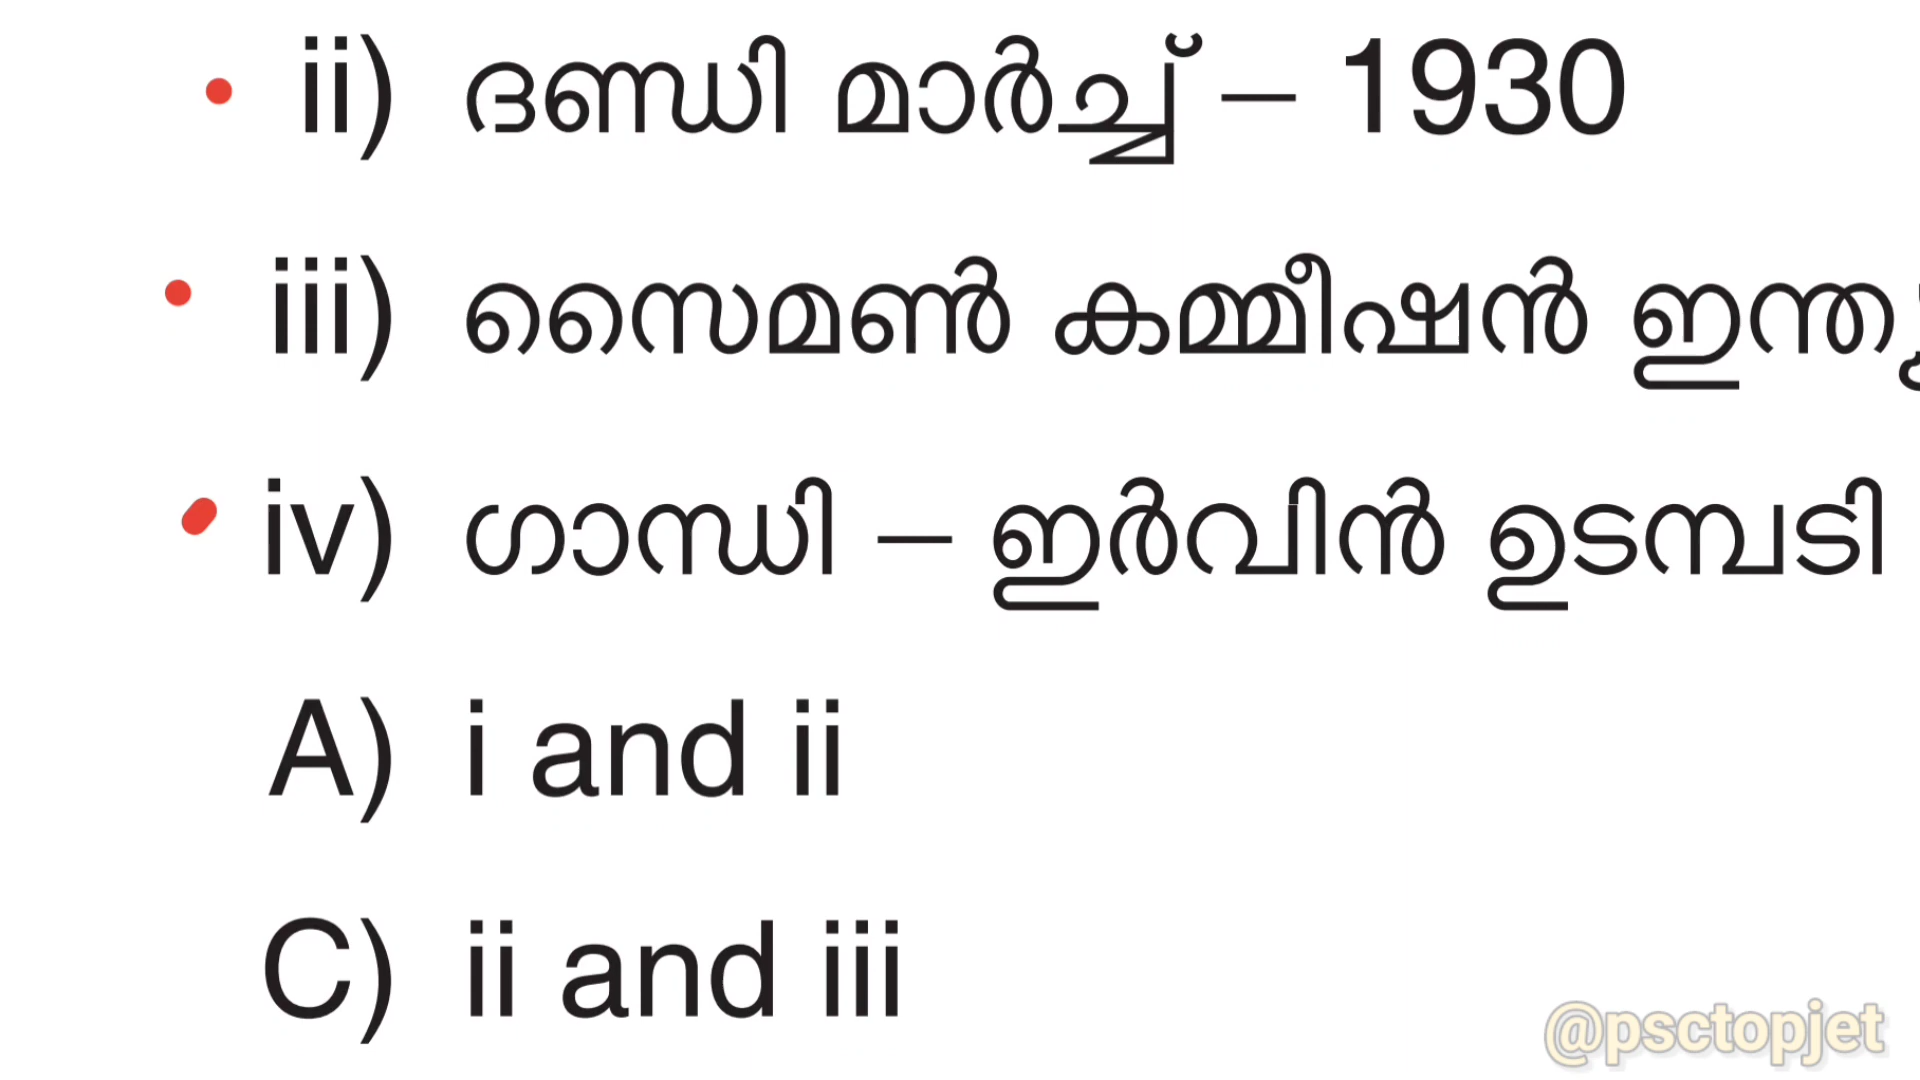 ii) ദണ്ഡി മാർച്ച് – 1930
iii) സൈമൺ കമ്മീഷൻ
iv) ഗാന്ധി – ഇർവിൻ ഉടമ്പടി
A) i and ii
C) ii and iii
@psctopjet